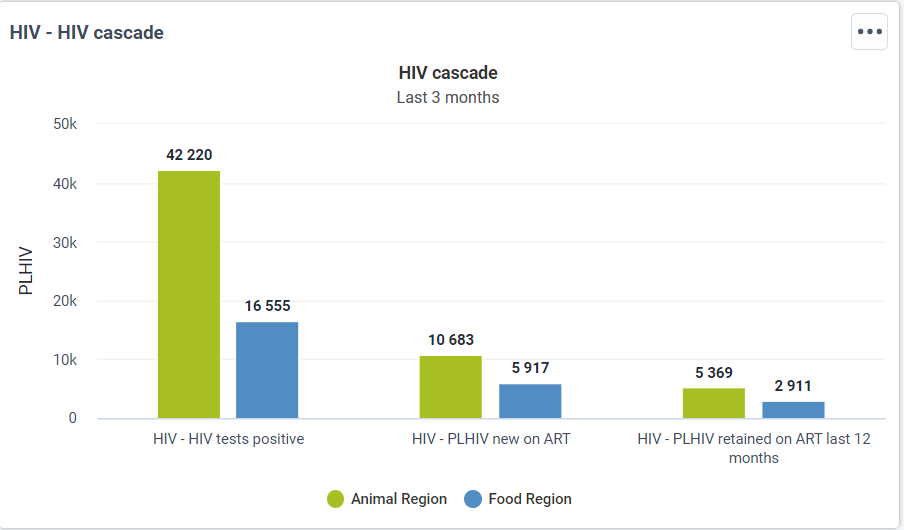 HIV - HIV cascade
HIV cascade
Last 3 months
PLHIV
50k
40k
30k
20k
10k
0
42 220
16 555
10 683
5 917
5 369
2 911
HIV - HIV tests positive
HIV - PLHIV new on ART
HIV - PLHIV retained on ART last 12
months
Animal Region
Food Region